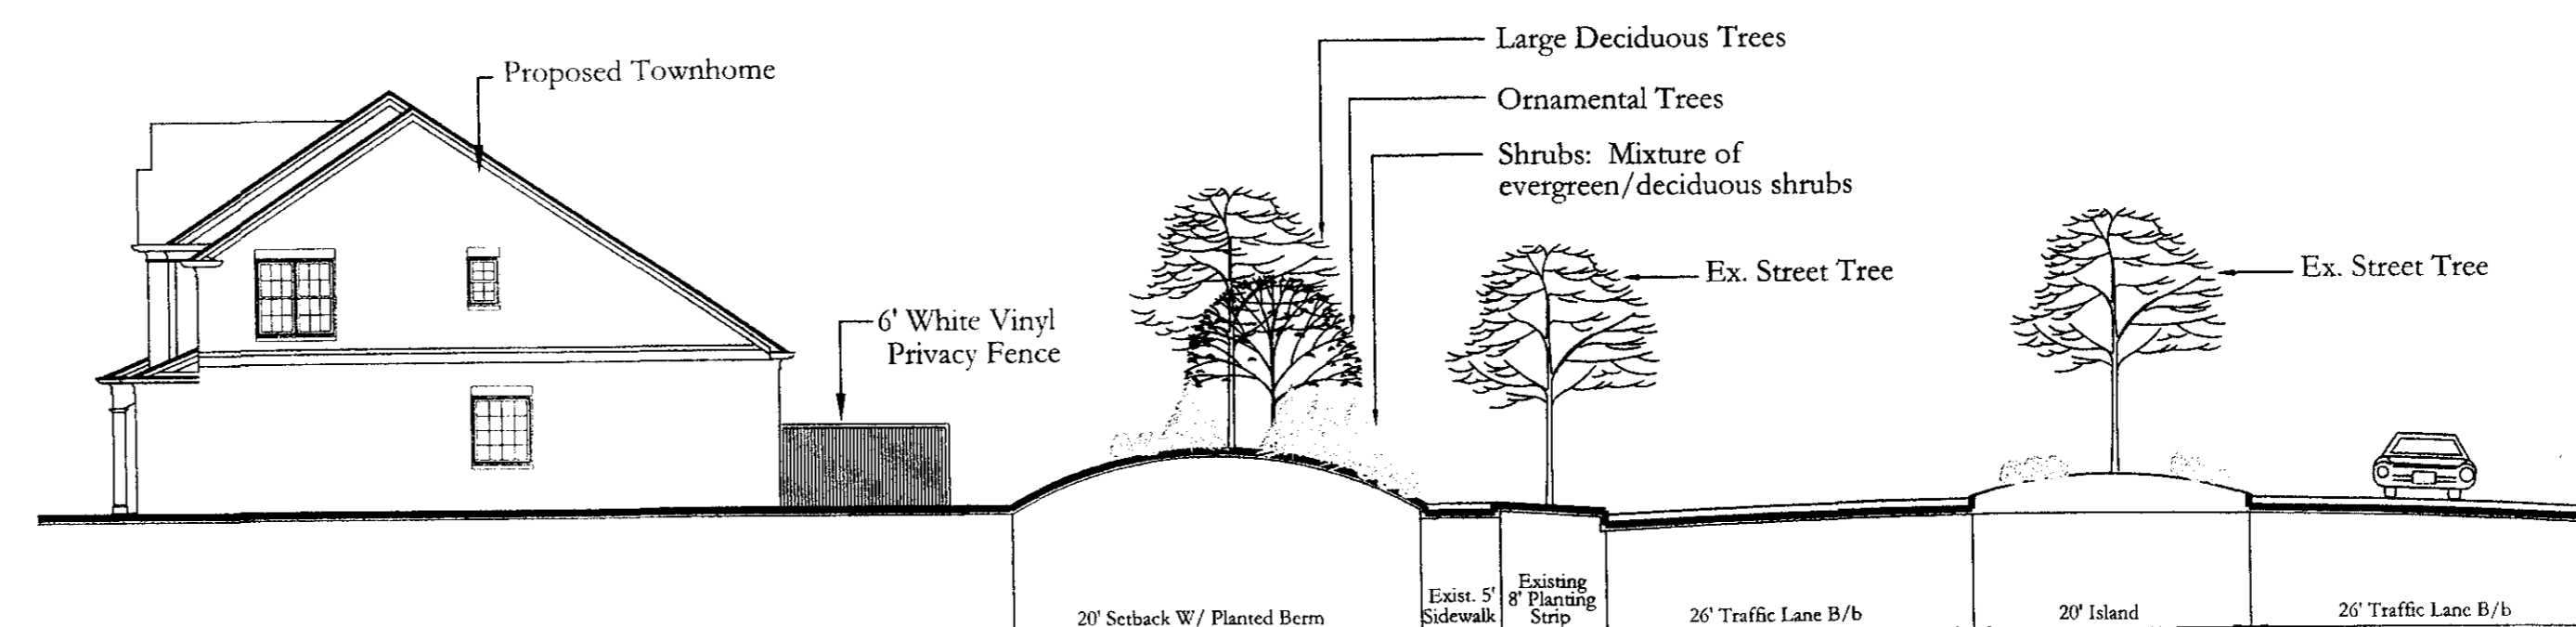 Large Deciduous Trees
Proposed Townhome
Ornamental Trees
Shrubs: Mixture of
evergreen/deciduous shrubs
Ex. Street Tree
Ex. Street Tree
6' White Vinyl
Privacy Fence
20' Setback W/ Planted Berm
Exist. 5'
Sidewalk
Existing
8' Planting
Strip
26' Traffic Lane B/b
20' Island
26' Traffic Lane B/b